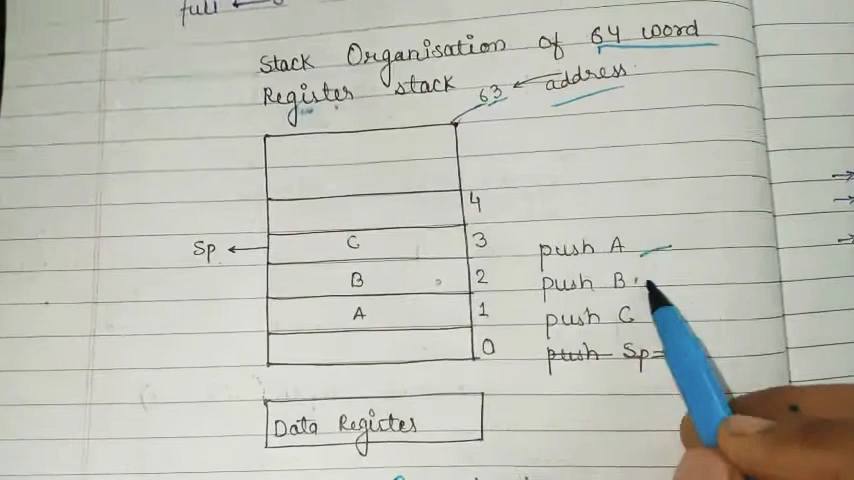 full ←
Stack Organisation of 64 word
Register stack
63 ← address
4
Sp ← C 3
B 2
A 1
0
push A
push B
push C
push Sp=
Data Register